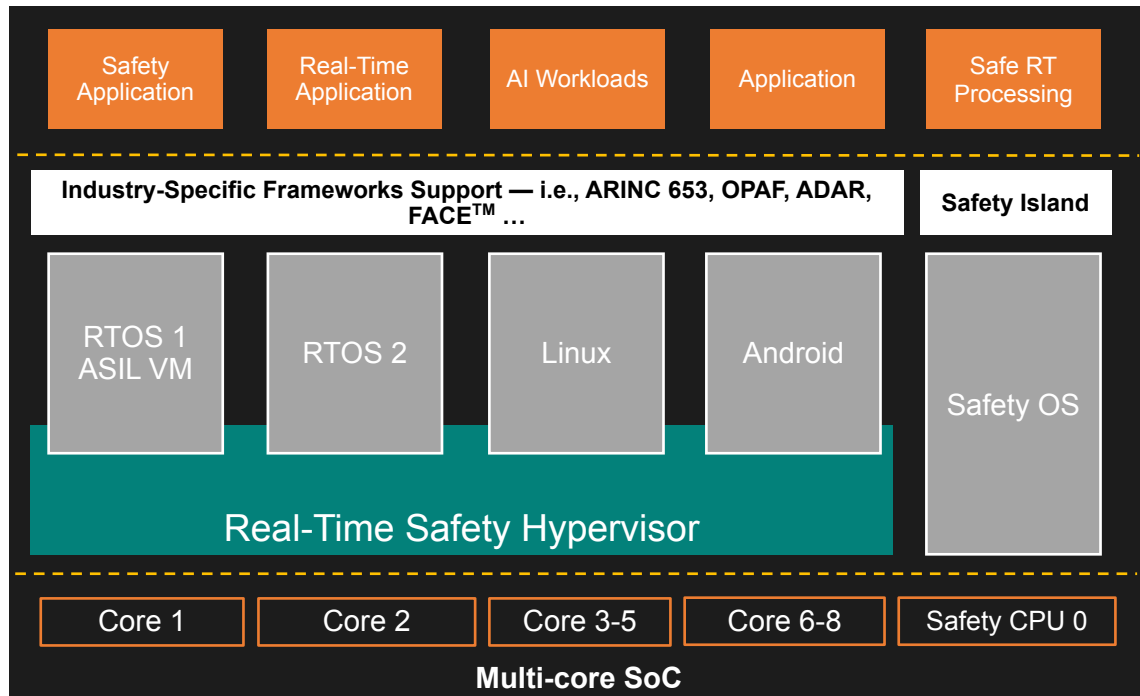 Safety
Application
Real-Time
Application
AI Workloads
Application
Safe RT
Processing
Industry-Specific Frameworks Support — i.e., ARINC 653, OPAF, ADAR,
FACE™ …
Safety Island
RTOS 1
ASIL VM
RTOS 2
Linux
Android
Safety OS
Real-Time Safety Hypervisor
Core 1
Core 2
Core 3-5
Core 6-8
Safety CPU 0
Multi-core SoC